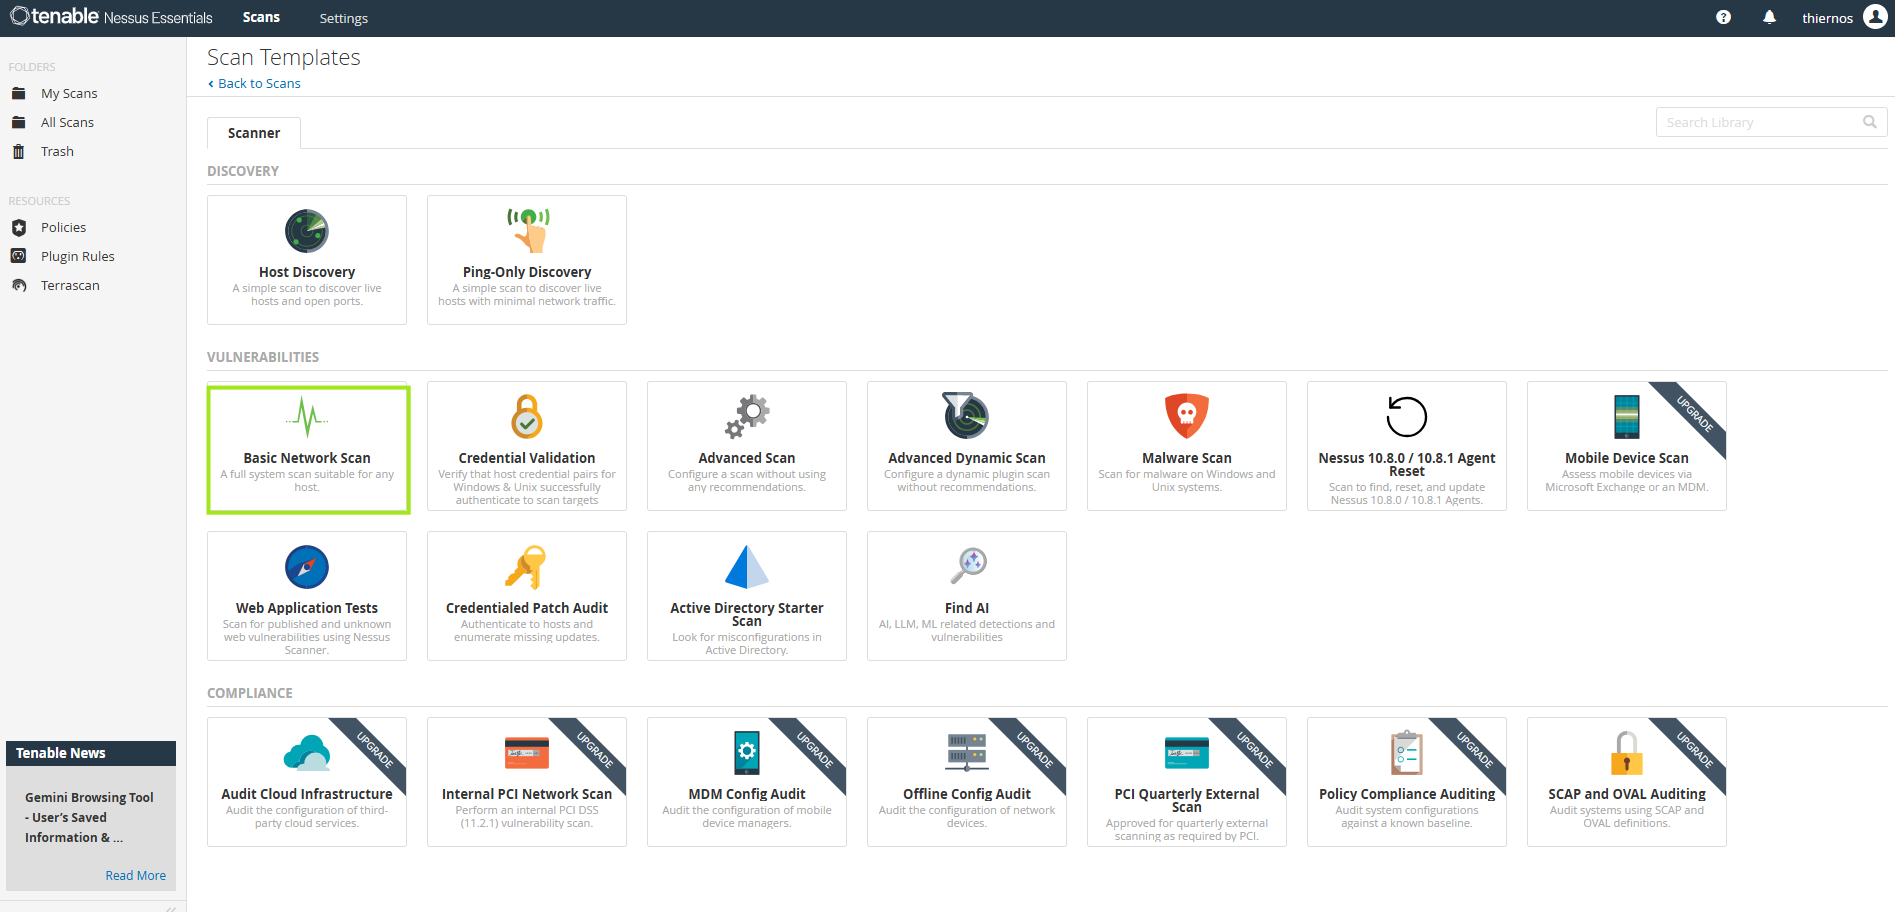 tenable Nessus Essentials
Scans
Settings
thiernos
FOLDERS
My Scans
All Scans
Trash
RESOURCES
Policies
Plugin Rules
Terrascan
Tenable News
Gemini Browsing Tool
- User's Saved
Information & ...
Read More
Scan Templates
Back to Scans
Scanner
Search Library
DISCOVERY
Host Discovery
A simple scan to discover live
hosts and open ports.
Ping-Only Discovery
A simple scan to discover live
hosts with minimal network traffic.
VULNERABILITIES
Basic Network Scan
A full system scan suitable for any
host.
Credential Validation
Verify that host credential pairs for
Windows & Unix successfully
authenticate to scan targets
Advanced Scan
Configure a scan without using
any recommendations.
Advanced Dynamic Scan
Configure a dynamic plugin scan
without recommendations.
Malware Scan
Scan for malware on Windows and
Unix systems.
Nessus 10.8.0 / 10.8.1 Agent
Reset
Scan to find, reset, and update
Nessus 10.8.0 / 10.8.1 Agents.
UPGRADE
Mobile Device Scan
Assess mobile devices via
Microsoft Exchange or an MDM.
Web Application Tests
Scan for published and unknown
web vulnerabilities using Nessus
Scanner.
Credentialed Patch Audit
Authenticate to hosts and
enumerate missing updates.
Active Directory Starter
Scan
Look for misconfigurations in
Active Directory.
Find AI
AI, LLM, ML related detections and
vulnerabilities
COMPLIANCE
UPGRADE
Audit Cloud Infrastructure
Audit the configuration of third-
party cloud services.
UPGRADE
Internal PCI Network Scan
Perform an internal PCI DSS
(11.2.1) vulnerability scan.
UPGRADE
MDM Config Audit
Audit the configuration of mobile
device managers.
UPGRADE
Offline Config Audit
Audit the configuration of network
devices.
UPGRADE
PCI Quarterly External
Scan
Approved for quarterly external
scanning as required by PCI.
UPGRADE
Policy Compliance Auditing
Audit system configurations
against a known baseline.
UPGRADE
SCAP and OVAL Auditing
Audit systems using SCAP and
OVAL definitions.